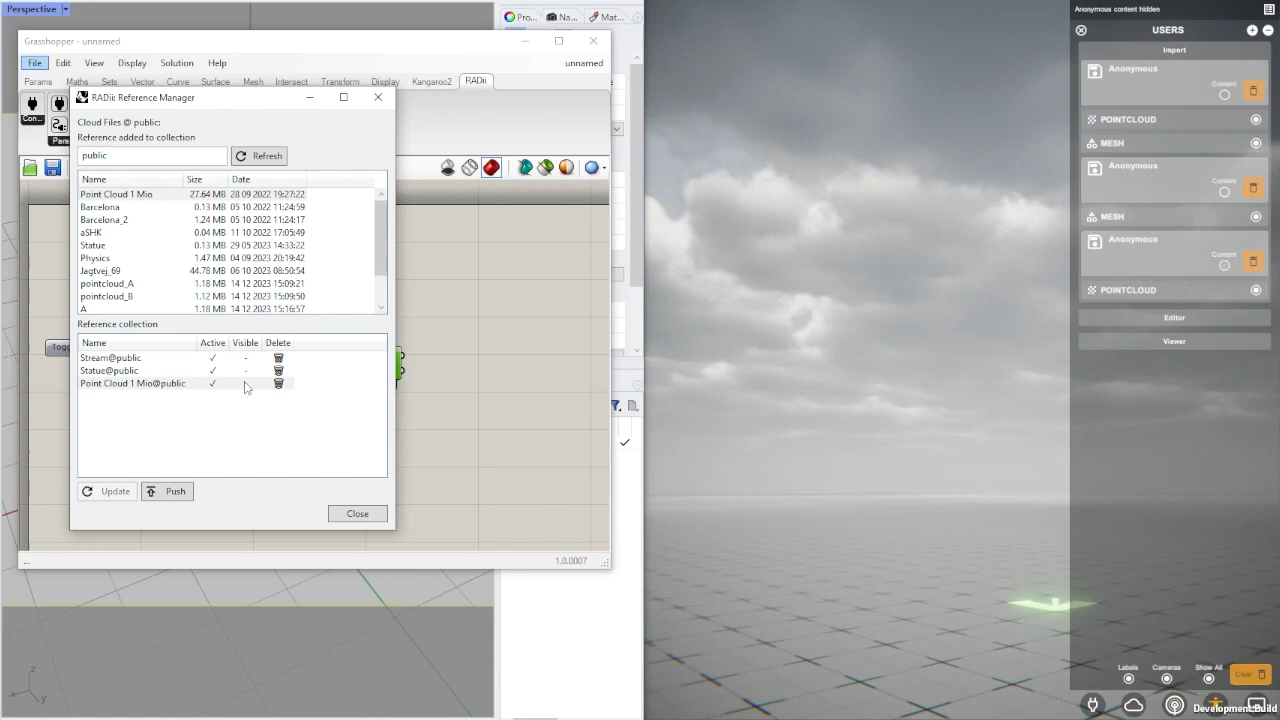 Perspective
Grasshopper - unnamed
File Edit View Display Solution Help unnamed
Params Maths Sets Vector Curve Surface Mesh Intersect Transform Display Kangaroo2 RADii
Con...
Para
Togg
RADii: Reference Manager
Cloud Files @ public:
Reference added to collection
public Refresh
Name Size Date
Point Cloud 1 Mio 27.64 MB 28 09 2022 19:27:22
Barcelona 0.13 MB 05 10 2022 11:24:59
Barcelona_2 1.24 MB 05 10 2022 11:24:17
aSHK 0.04 MB 11 10 2022 17:05:49
Statue 0.13 MB 29 05 2023 14:33:22
Physics 1.47 MB 04 09 2023 20:19:42
Jagtvej_69 44.78 MB 06 10 2023 08:50:54
pointcloud_A 1.18 MB 14 12 2023 15:09:21
pointcloud_B 1.12 MB 14 12 2023 15:09:50
A 1.18 MB 14 12 2023 15:16:57
Reference collection
Name Active Visible Delete
Stream@public ✓ -
Statue@public ✓ -
Point Cloud 1 Mio@public ✓
Update Push
Close
... 1.0.0007
z
x y
Pro... Na... Mat...
Anonymous content hidden
USERS
Import
Anonymous
Content
POINTCLOUD
MESH
Anonymous
Content
MESH
Anonymous
Content
POINTCLOUD
Editor
Viewer
Labels Cameras Show All Clear
Development Build